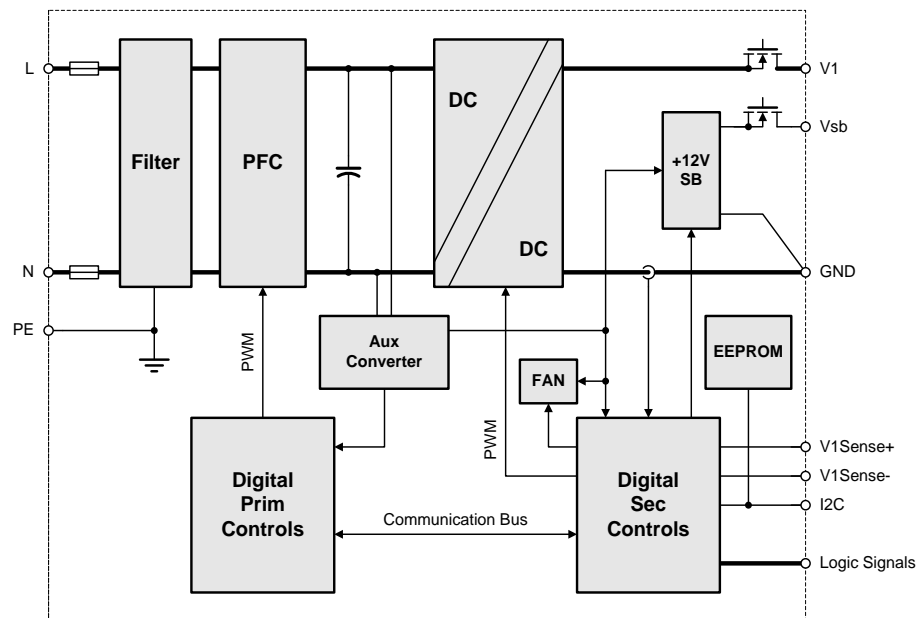 L
V1
DC
Vsb
Filter
PFC
+12V
SB
DC
N
GND
PE
PWM
Aux
Converter
EEPROM
FAN
PWM
V1Sense+
V1Sense-
I2C
Digital
Prim
Controls
Digital
Sec
Controls
Communication Bus
Logic Signals